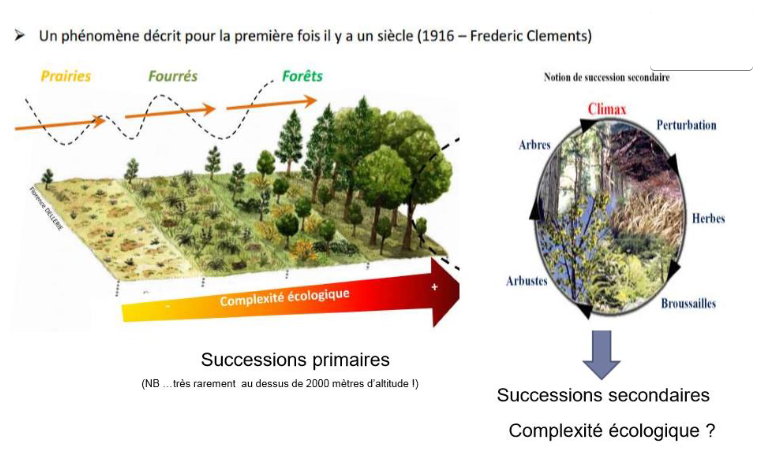 ➤ Un phénomène décrit pour la première fois il y a un siècle (1916 – Frederic Clements)
Prairies
Fourrés
Forêts
Florence DELLERIE
-
Complexité écologique
+
Successions primaires
(NB …très rarement au dessus de 2000 mètres d'altitude !)
Notion de succession secondaire
Climax
Perturbation
Arbres
Herbes
Arbustes
Broussailles
Successions secondaires
Complexité écologique ?